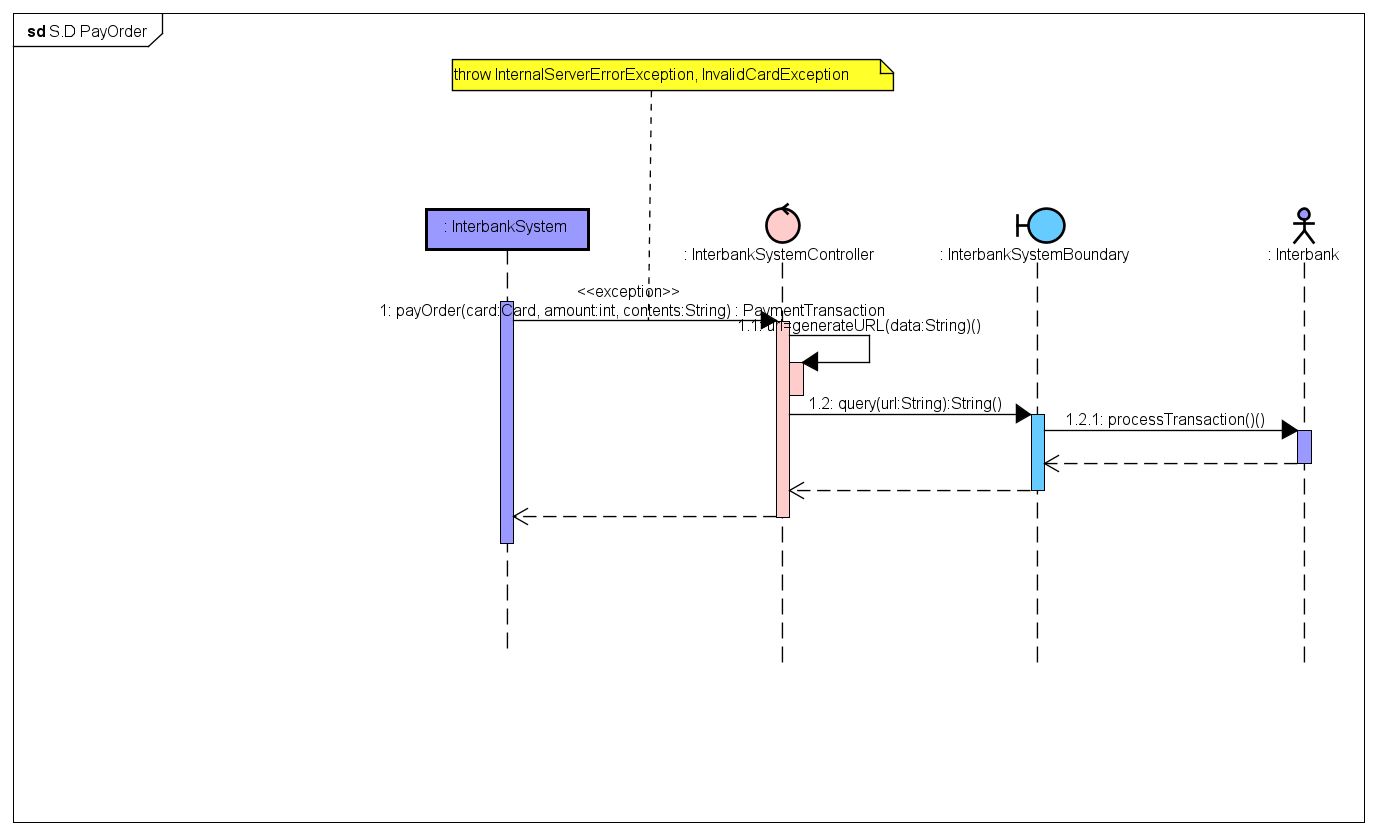 sd S.D PayOrder
throw InternalServerErrorException, InvalidCardException
: InterbankSystem
: InterbankSystemController
: InterbankSystemBoundary
: Interbank
<<exception>>
1: payOrder(card:Card, amount:int, contents:String) : PaymentTransaction
1.1: url=generateURL(data:String)()
1.2: query(url:String):String()
1.2.1: processTransaction()()